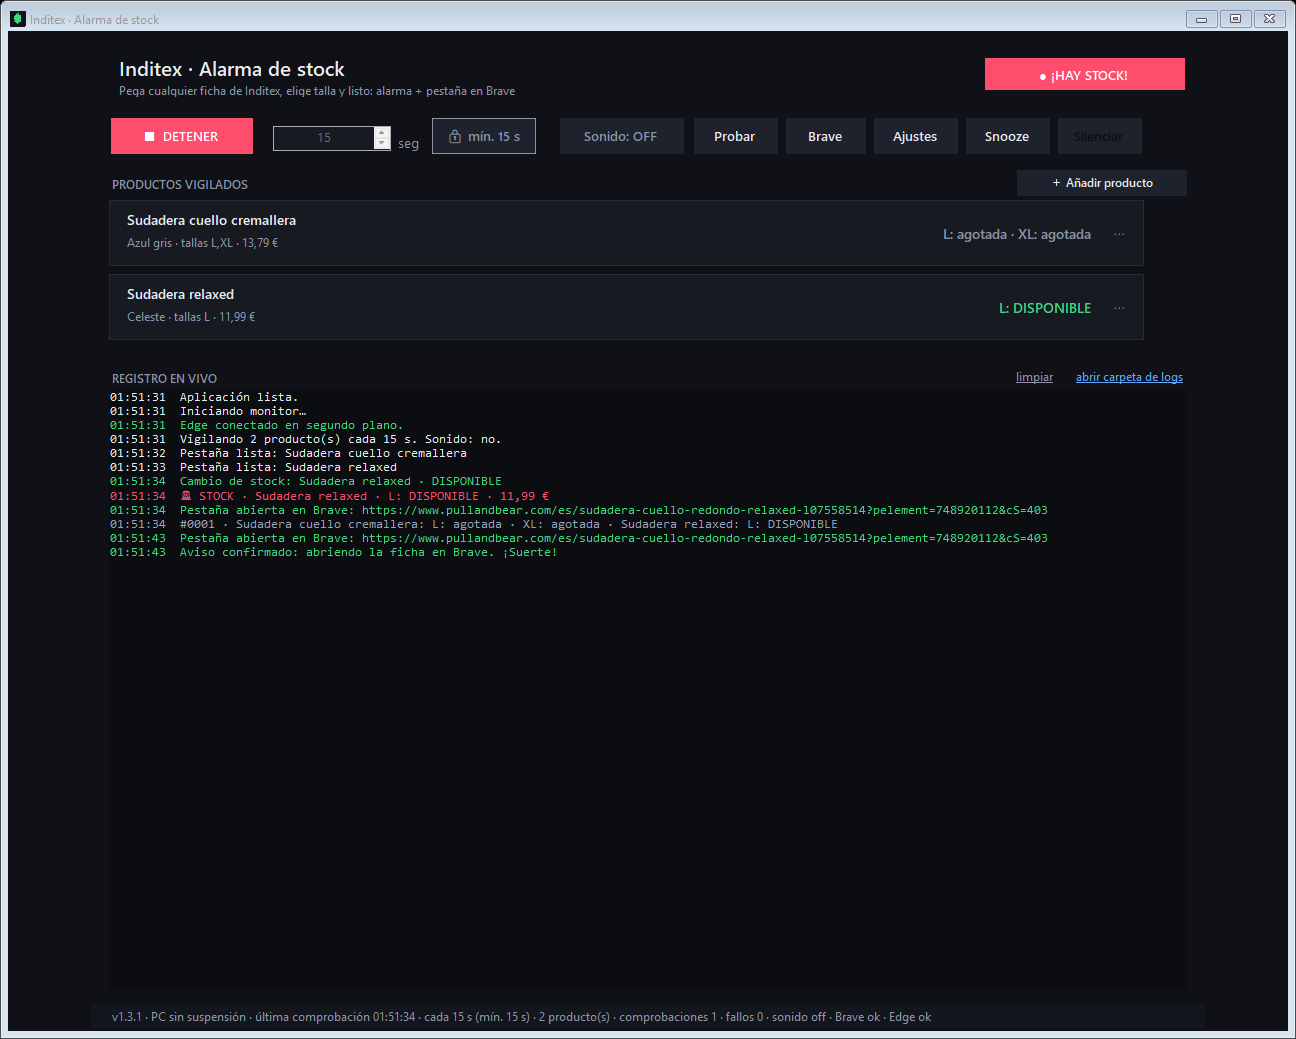 Inditex · Alarma de stock
Inditex · Alarma de stock
Pega cualquier ficha de Inditex, elige talla y listo: alarma + pestaña en Brave
● ¡HAY STOCK!
DETENER
15
seg
mín. 15 s
Sonido: OFF
Probar
Brave
Ajustes
Snooze
Silenciar
PRODUCTOS VIGILADOS
+ Añadir producto
Sudadera cuello cremallera
Azul gris · tallas L,XL · 13,79 €
L: agotada · XL: agotada
...
Sudadera relaxed
Celeste · tallas L · 11,99 €
L: DISPONIBLE
...
REGISTRO EN VIVO
limpiar
abrir carpeta de logs
01:51:31 Aplicación lista.
01:51:31 Iniciando monitor…
01:51:31 Edge conectado en segundo plano.
01:51:31 Vigilando 2 producto(s) cada 15 s. Sonido: no.
01:51:32 Pestaña lista: Sudadera cuello cremallera
01:51:33 Pestaña lista: Sudadera relaxed
01:51:34 Cambio de stock: Sudadera relaxed · DISPONIBLE
01:51:34 🚨 STOCK · Sudadera relaxed · L: DISPONIBLE · 11,99 €
01:51:34 Pestaña abierta en Brave: https://www.pullandbear.com/es/sudadera-cuello-redondo-relaxed-l07558514?pelement=748920112&cS=403
01:51:34 #0001 · Sudadera cuello cremallera: L: agotada · XL: agotada · Sudadera relaxed: L: DISPONIBLE
01:51:43 Pestaña abierta en Brave: https://www.pullandbear.com/es/sudadera-cuello-redondo-relaxed-l07558514?pelement=748920112&cS=403
01:51:43 Aviso confirmado: abriendo la ficha en Brave. ¡Suerte!
v1.3.1 · PC sin suspensión · última comprobación 01:51:34 · cada 15 s (mín. 15 s) · 2 producto(s) · comprobaciones 1 · fallos 0 · sonido off · Brave ok · Edge ok